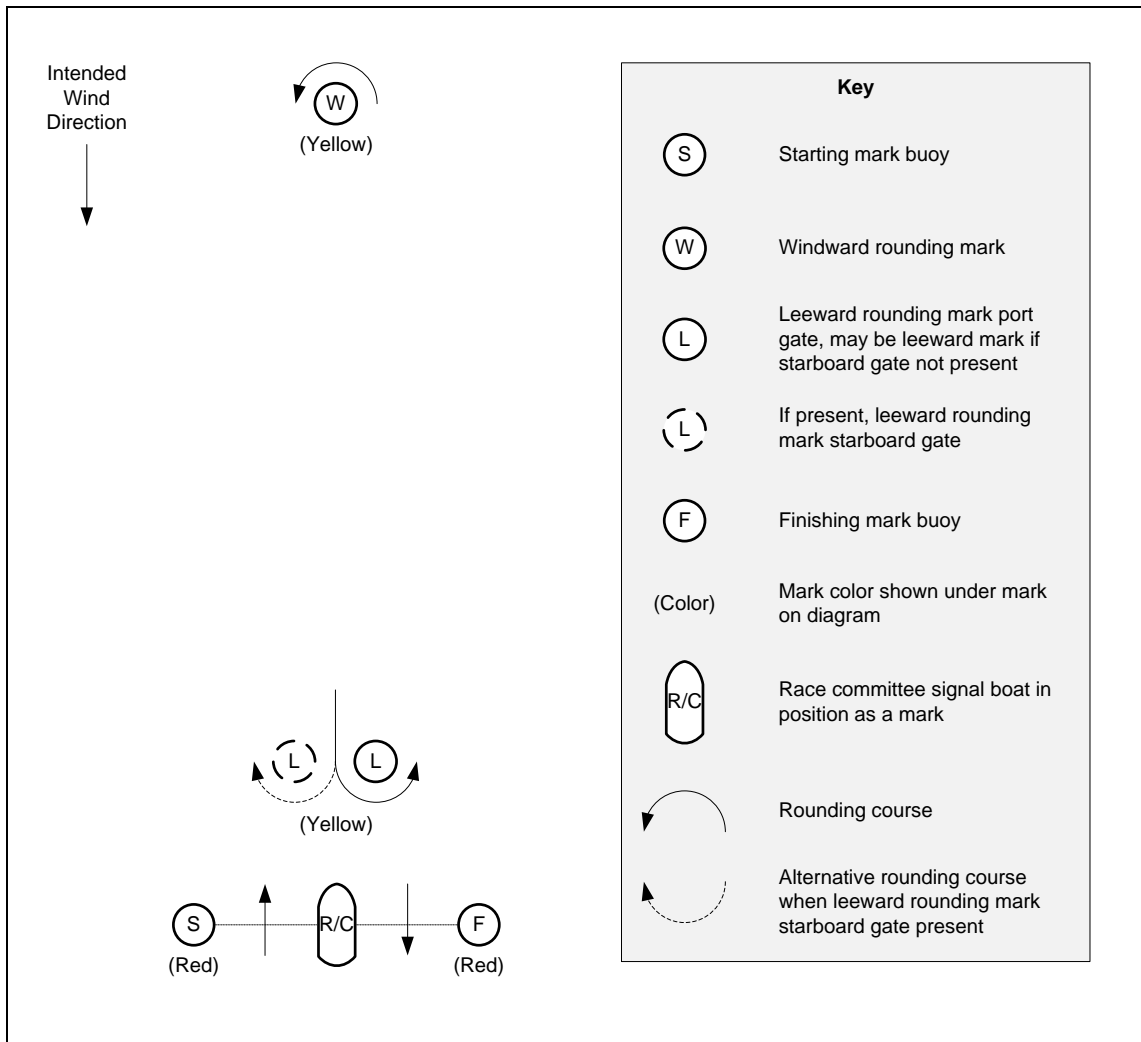 Intended
Wind
Direction
W
(Yellow)
L
L
(Yellow)
S
R/C
F
(Red)
(Red)
Key
S
Starting mark buoy
W
Windward rounding mark
L
Leeward rounding mark port
gate, may be leeward mark if
starboard gate not present
L
If present, leeward rounding
mark starboard gate
F
Finishing mark buoy
(Color)
Mark color shown under mark
on diagram
R/C
Race committee signal boat in
position as a mark
Rounding course
Alternative rounding course
when leeward rounding mark
starboard gate present